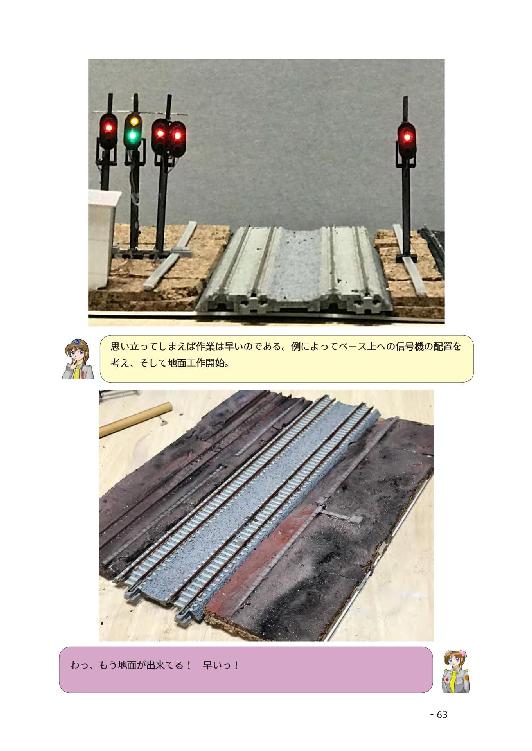 思い立ってしまえば作業は早いのである。例によってベース上への信号機の配置を
考え、そして地面工作開始。
わっ、もう地面が出来てる！　早いっ！
- 63